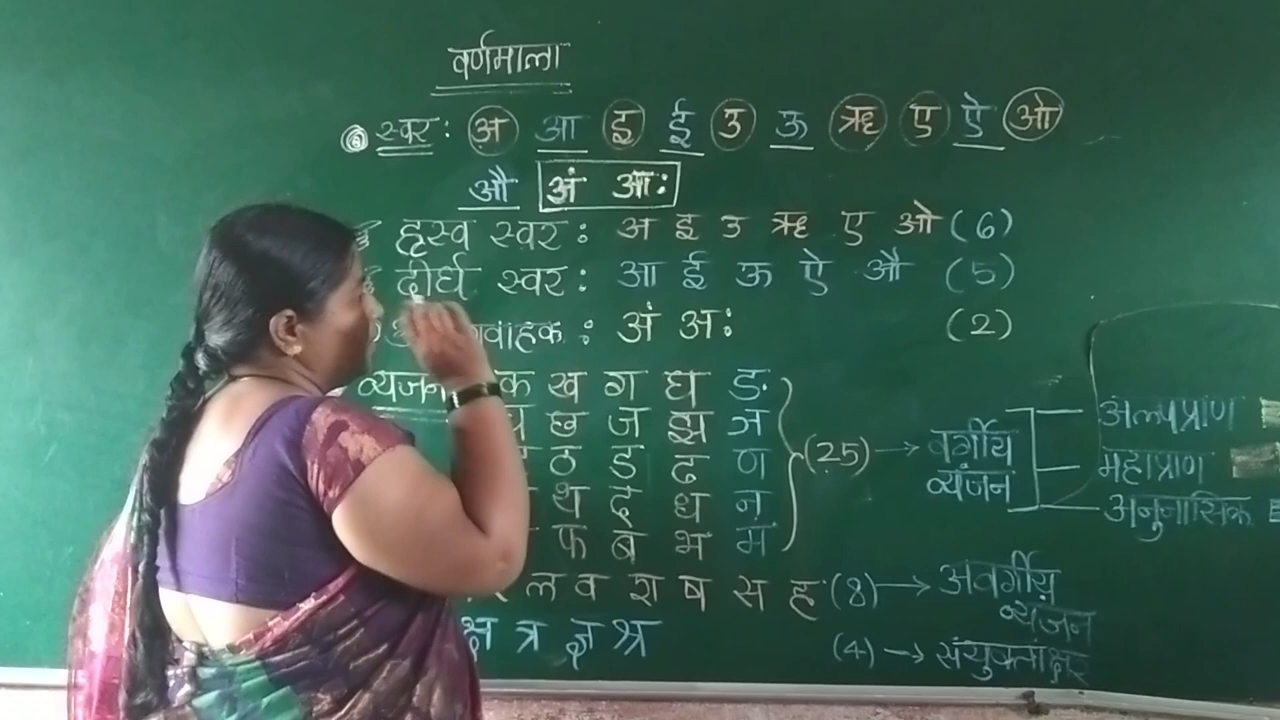 वर्णमाला
स्वर: अ आ इ ई उ ऊ ऋ ए ऐ ओ
औ अं आः
ह्रस्व स्वर: अ इ उ ऋ ए ओ (6)
दीर्घ स्वर: आ ई ऊ ऐ औ (5)
अं अः (2)
व्यंजन क ख ग घ ङ
छ ज झ ञ
ठ ड ढ ण
थ द ध न
फ ब भ म
(25) → वर्गीय व्यंजन
अल्पप्राण
महाप्राण
अनुनासिक
ल व श ष स ह (8) → अवर्गीय व्यंजन
क्ष त्र ज्ञ श्र (4) → संयुक्ताक्षर